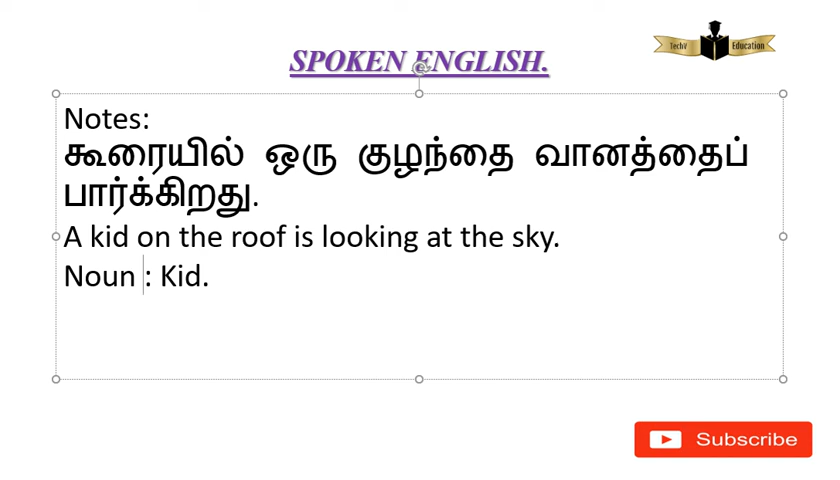 SPOKEN ENGLISH.
TechV Education
Notes:
கூரையில் ஒரு குழந்தை வானத்தைப்
பார்க்கிறது.
A kid on the roof is looking at the sky.
Noun : Kid.
Subscribe